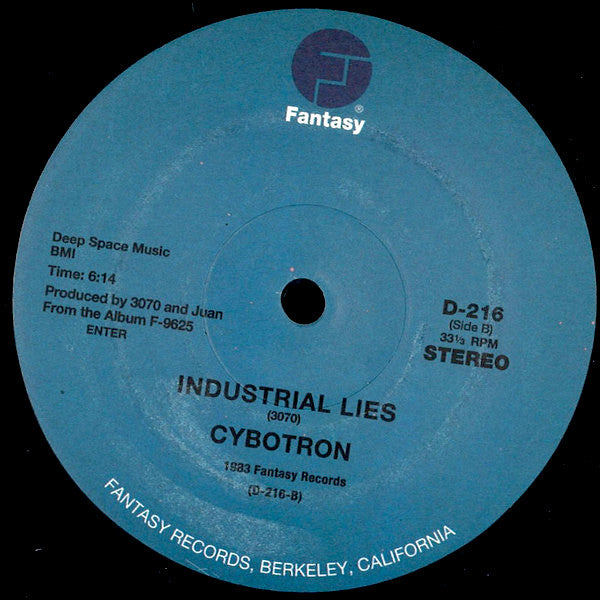 Fantasy®
Deep Space Music
BMI
Time: 6:14
Produced by 3070 and Juan
From the Album F-9625
ENTER
D-216
(Side B)
33⅓ RPM
STEREO
INDUSTRIAL LIES
(3070)
CYBOTRON
1983 Fantasy Records
(D-216-B)
FANTASY RECORDS, BERKELEY, CALIFORNIA